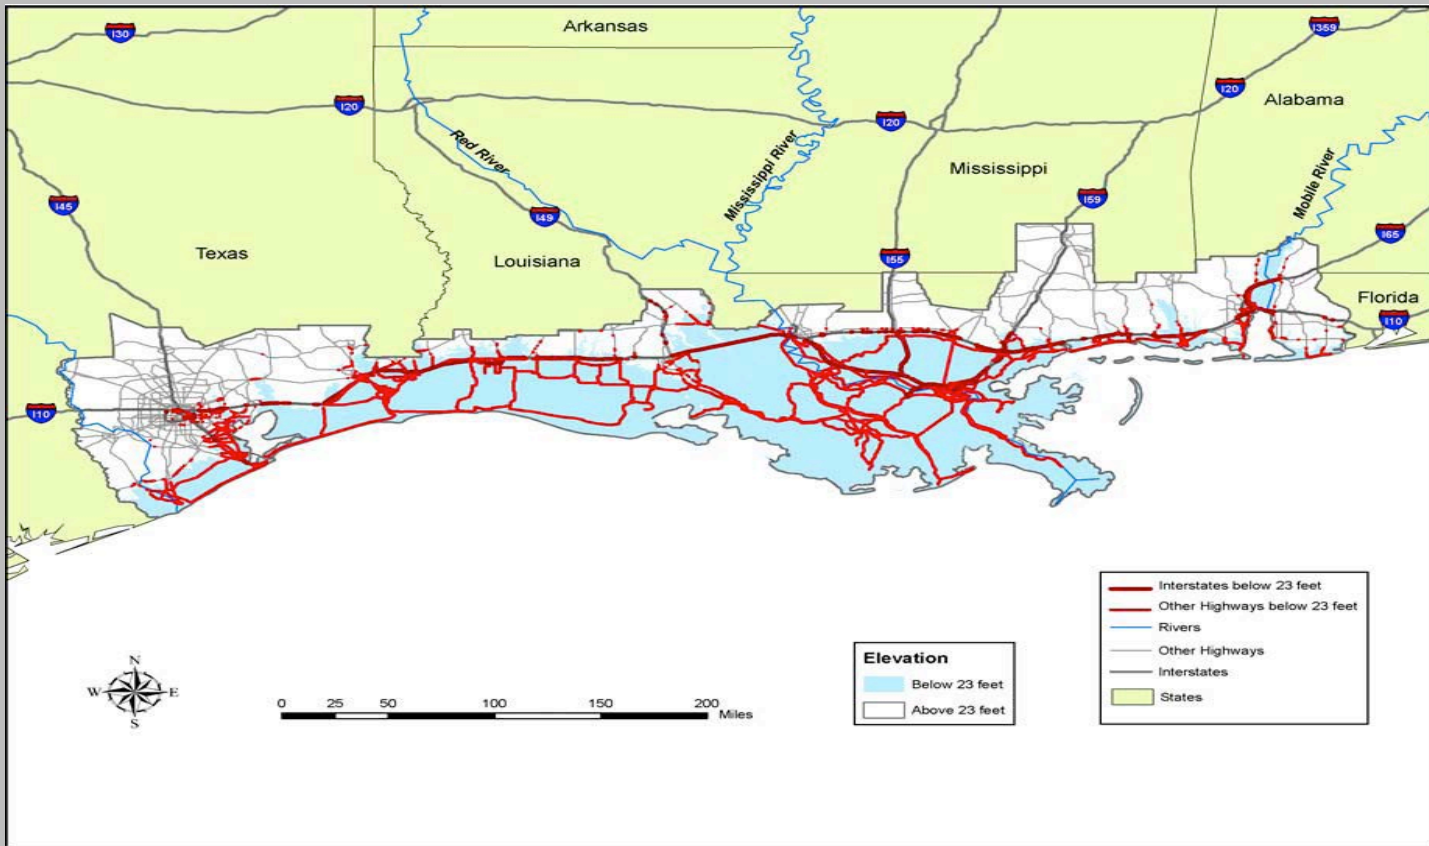 Arkansas
I30
I359
I20
I20
I20
Alabama
Red River
Mississippi River
Mississippi
Mobile River
I45
I49
I59
I65
Texas
Louisiana
I55
Florida
I10
I10
Interstates below 23 feet
Other Highways below 23 feet
Rivers
Other Highways
Interstates
States
Elevation
Below 23 feet
Above 23 feet
N
W E
S
0 25 50 100 150 200
Miles